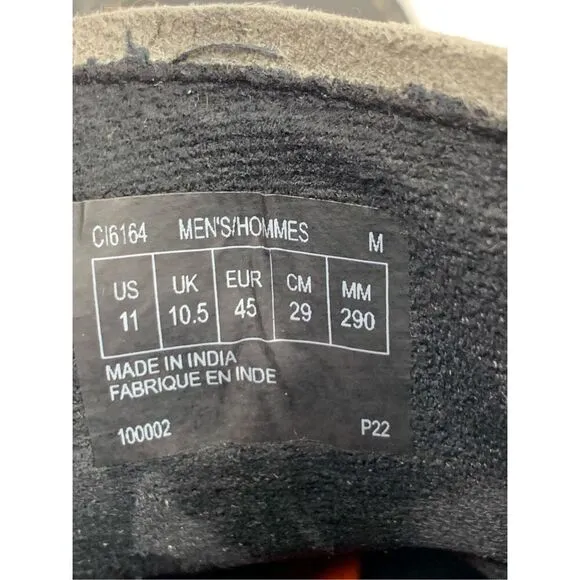 CI6164 MEN'S/HOMMES M
US UK EUR CM MM
11 10.5 45 29 290
MADE IN INDIA
FABRIQUE EN INDE
100002 P22